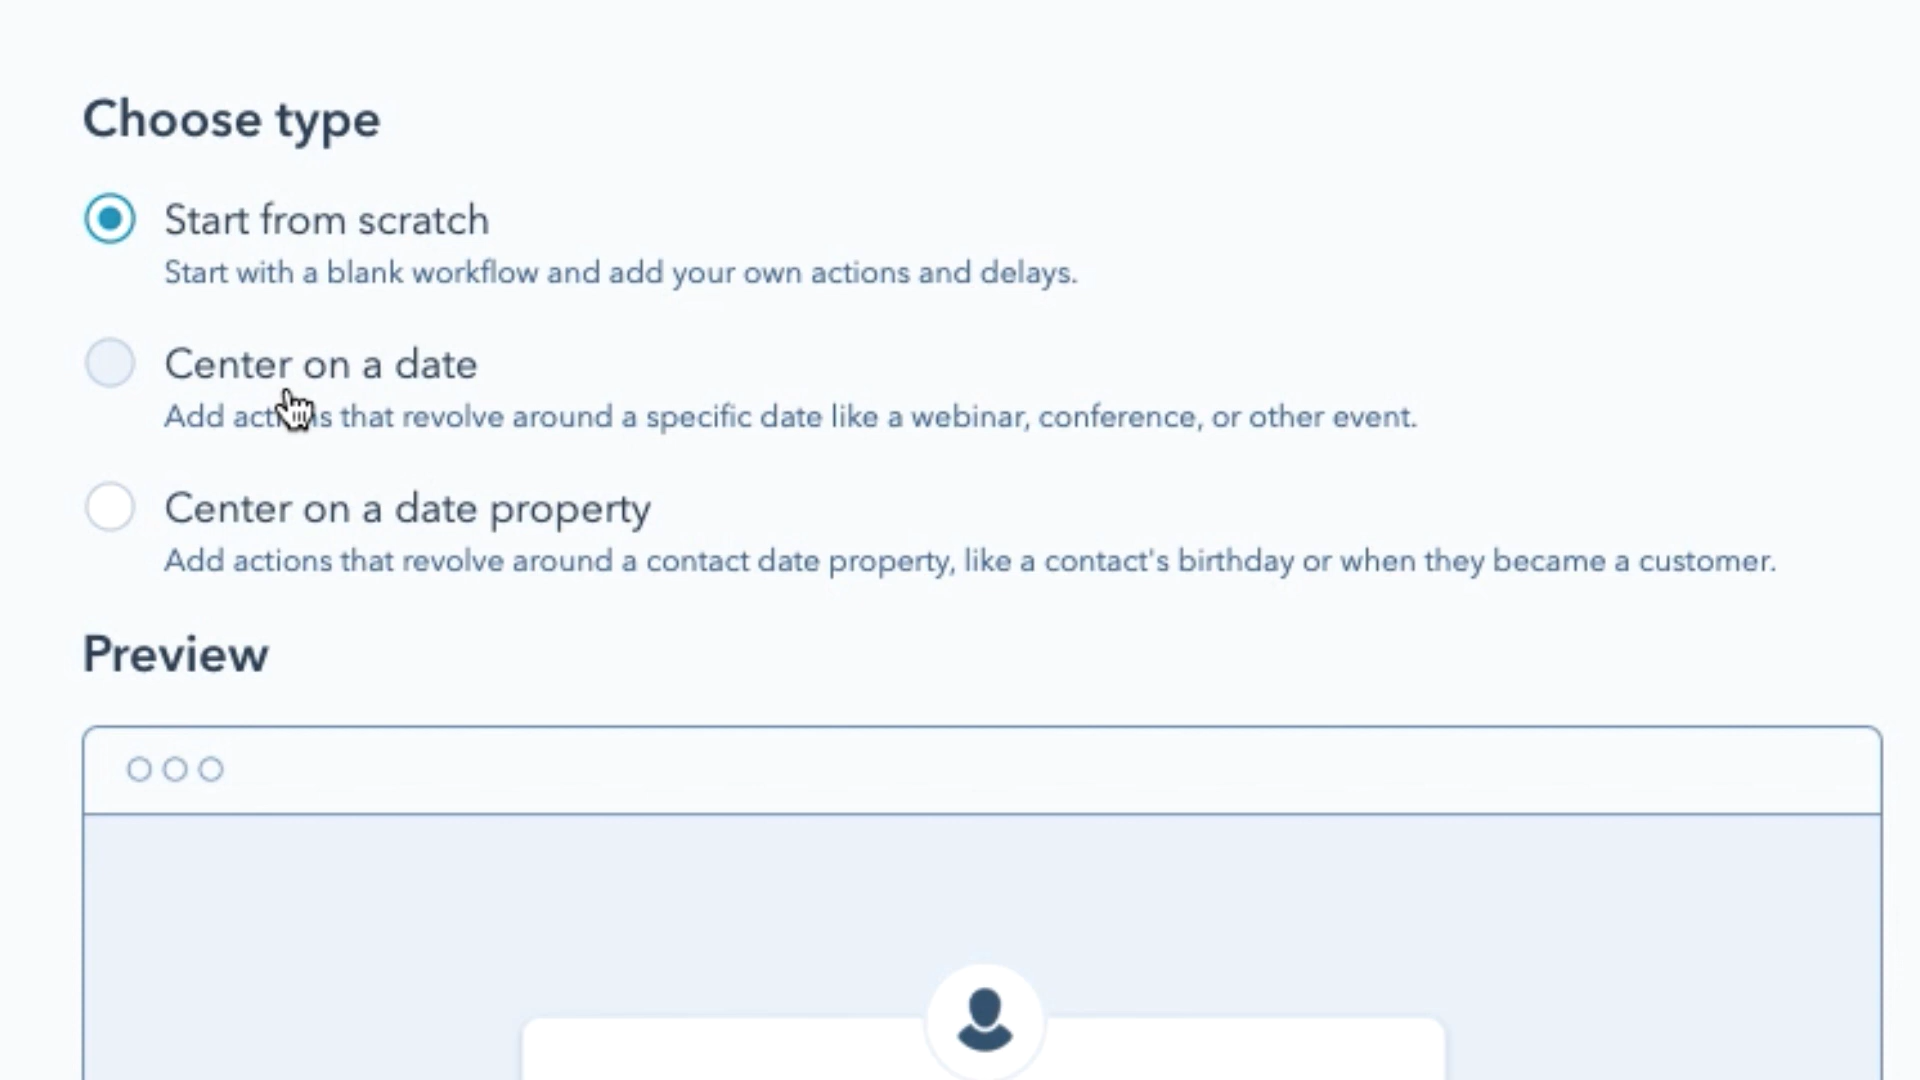 Choose type
Start from scratch
Start with a blank workflow and add your own actions and delays.
Center on a date
Add actions that revolve around a specific date like a webinar, conference, or other event.
Center on a date property
Add actions that revolve around a contact date property, like a contact's birthday or when they became a customer.
Preview